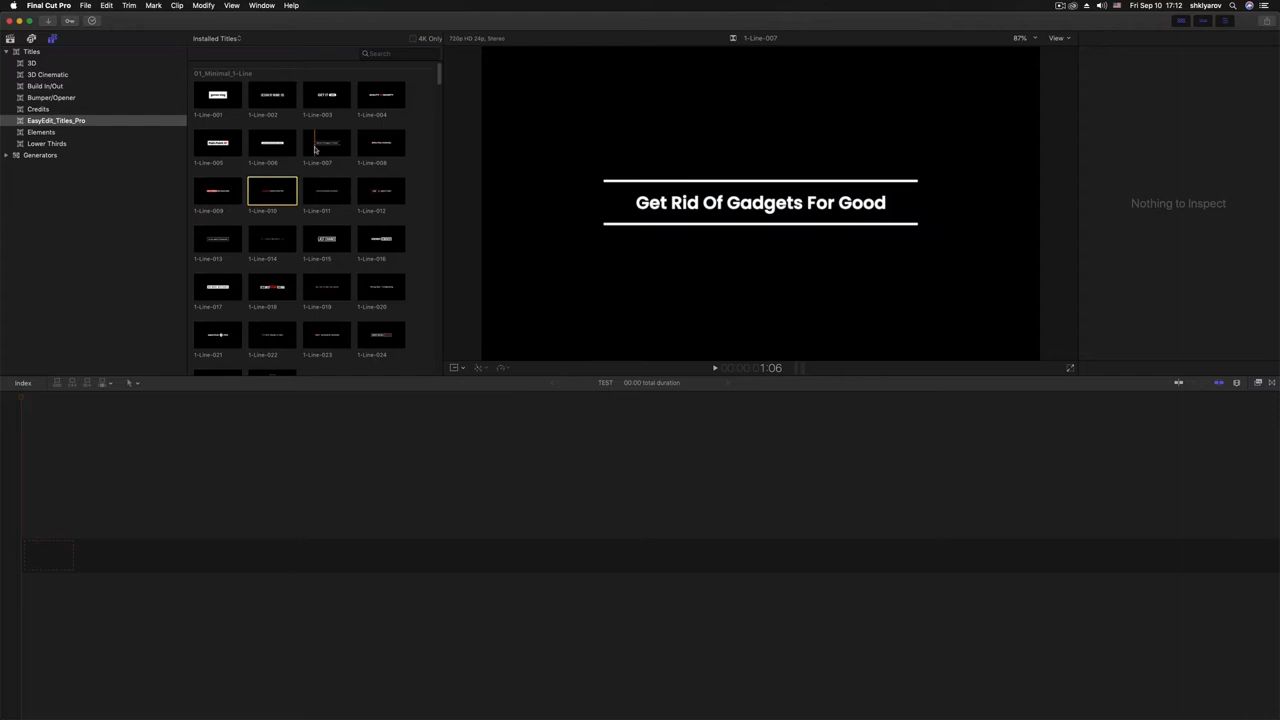 Final Cut Pro File Edit Trim Mark Clip Modify View Window Help Fri Sep 10 17:12 shklyarov
Installed Titles 4K Only 720p HD 24p, Stereo 1-Line-007 87% View
Titles
Search
3D
3D Cinematic
01_Minimal_1-Line
Build In/Out
Bumper/Opener
Credits
1-Line-001 1-Line-002 1-Line-003 1-Line-004
EasyEdit_Titles_Pro
Elements
Lower Thirds
Generators
1-Line-005 1-Line-006 1-Line-007 1-Line-008
Get Rid Of Gadgets For Good
Nothing to Inspect
1-Line-009 1-Line-010 1-Line-011 1-Line-012
1-Line-013 1-Line-014 1-Line-015 1-Line-016
1-Line-017 1-Line-018 1-Line-019 1-Line-020
1-Line-021 1-Line-022 1-Line-023 1-Line-024
00:00:01:06
Index TEST 00:00 total duration